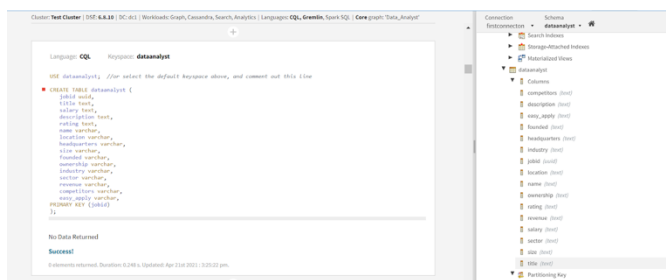 Cluster: Test Cluster | DSE: 6.8.10 | DC: dc1 | Workloads: Graph, Cassandra, Search, Analytics | Languages: CQL, Gremlin, Spark SQL | Core graph: 'Data_Analyst'
Language: CQL Keyspace: dataanalyst
USE dataanalyst; //or select the default keyspace above, and comment out this line
CREATE TABLE dataanalyst (
jobid uuid,
title text,
salary text,
description text,
rating text,
name varchar,
location varchar,
headquarters varchar,
size varchar,
founded varchar,
ownership varchar,
industry varchar,
sector varchar,
revenue varchar,
competitors varchar,
easy_apply varchar,
PRIMARY KEY (jobid)
);
No Data Returned
Success!
0 elements returned. Duration: 0.248 s, Updated: Apr 21st 2021 - 3:25:22 pm.
Connection Schema
firstconnecton dataanalyst
Search Indexes
Storage-Attached Indexes
Materialized Views
dataanalyst
Columns
competitors (text)
description (text)
easy_apply (text)
founded (text)
headquarters (text)
industry (text)
jobid (uuid)
location (text)
name (text)
ownership (text)
rating (text)
revenue (text)
salary (text)
sector (text)
size (text)
title (text)
Partitioning Key